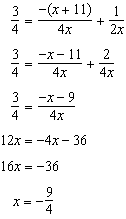 3/4 = -(x + 11)/4x + 1/2x
3/4 = -x - 11/4x + 2/4x
3/4 = -x - 9/4x
12x = -4x - 36
16x = -36
x = -9/4